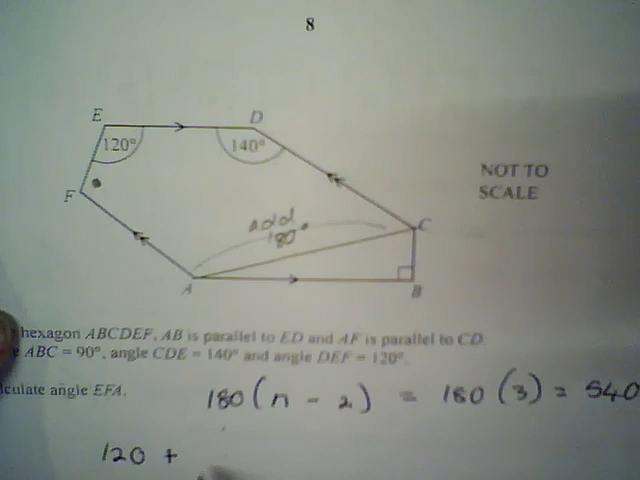 8
E
D
120°
140°
NOT TO
SCALE
F
add
180°
C
A
B
hexagon ABCDEF, AB is parallel to ED and AF is parallel to CD.
ABC = 90°, angle CDE = 140° and angle DEF = 120°.
lculate angle EFA.
180(n - 2) = 180(3) = 540
120 +